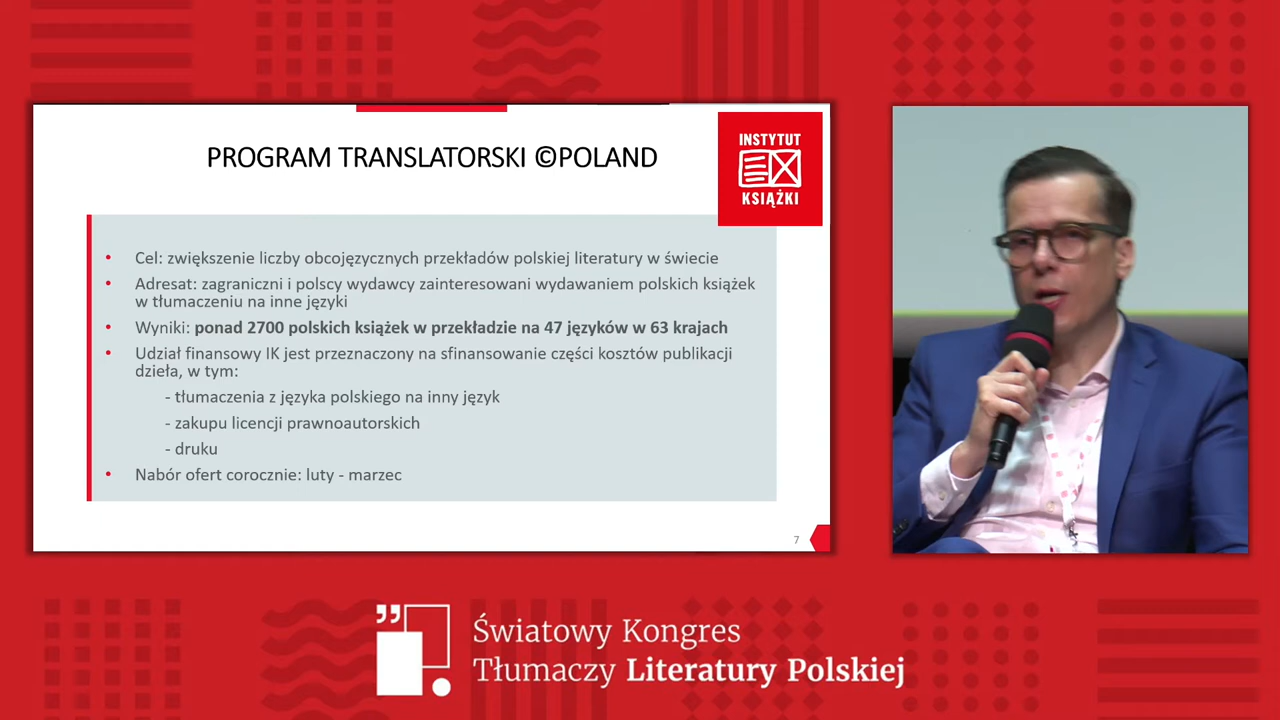 PROGRAM TRANSLATORSKI ©POLAND
INSTYTUT
KSIĄŻKI
• Cel: zwiększenie liczby obcojęzycznych przekładów polskiej literatury w świecie
• Adresat: zagraniczni i polscy wydawcy zainteresowani wydawaniem polskich książek
w tłumaczeniu na inne języki
• Wyniki: ponad 2700 polskich książek w przekładzie na 47 języków w 63 krajach
• Udział finansowy IK jest przeznaczony na sfinansowanie części kosztów publikacji
dzieła, w tym:
- tłumaczenia z języka polskiego na inny język
- zakupu licencji prawnoautorskich
- druku
• Nabór ofert corocznie: luty - marzec
7
Światowy Kongres
Tłumaczy Literatury Polskiej